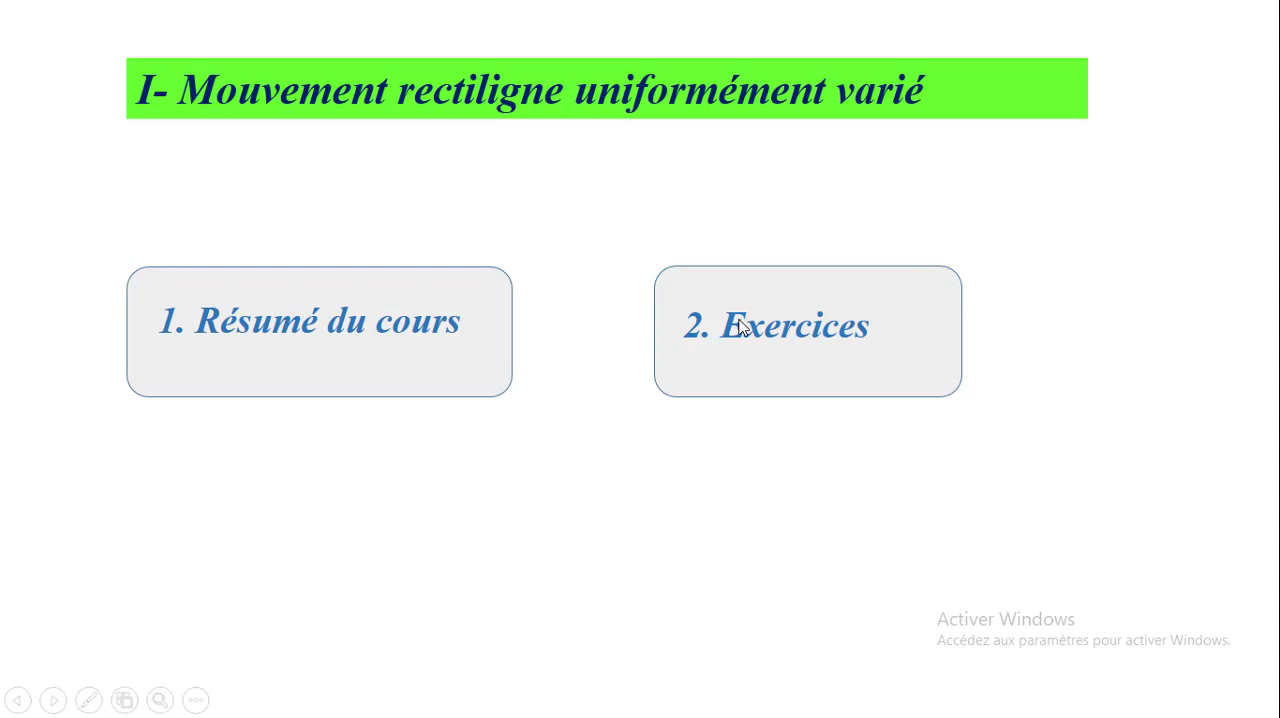 I- Mouvement rectiligne uniformément varié
1. Résumé du cours
2. Exercices
Activer Windows
Accédez aux paramètres pour activer Windows.